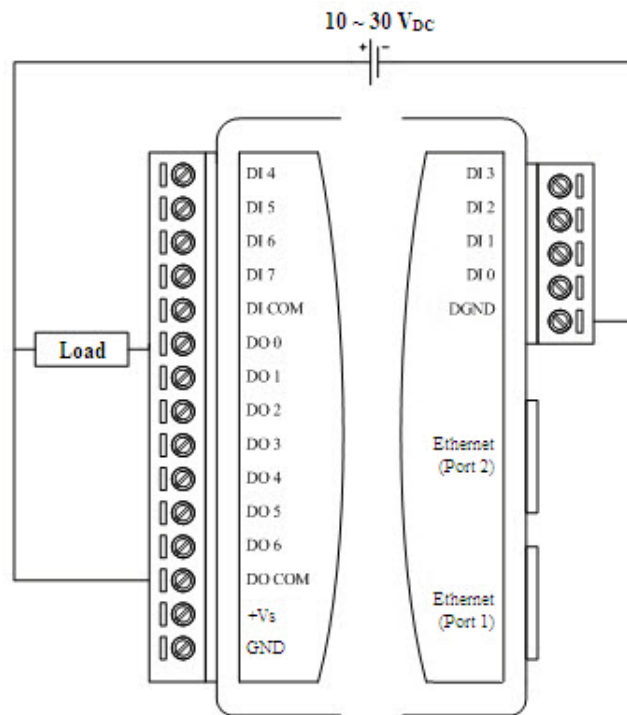 10 ~ 30 VDC
+ −
DI 4
DI 5
DI 6
DI 7
DI COM
DO 0
DO 1
DO 2
DO 3
DO 4
DO 5
DO 6
DO COM
+Vs
GND
Load
DI 3
DI 2
DI 1
DI 0
DGND
Ethernet
(Port 2)
Ethernet
(Port 1)